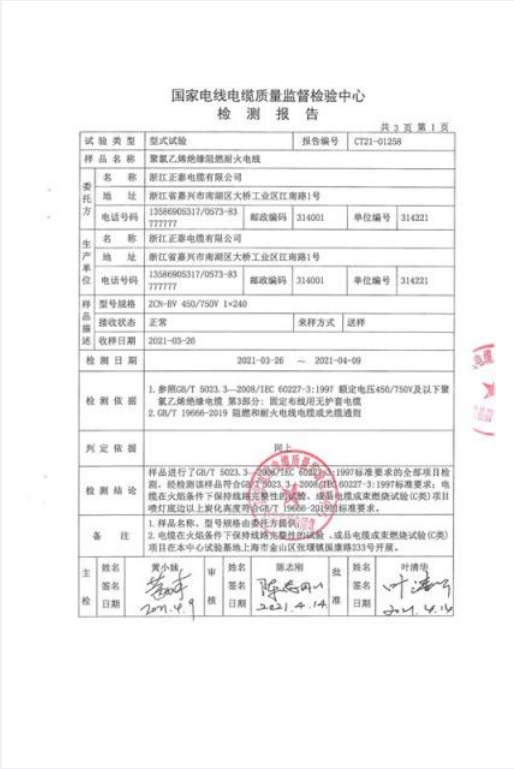 国家电线电缆质量监督检验中心
检 测 报 告
共 3 页 第 1 页
试验类型 型式试验 报告编号 CT21-01258
样品名称 聚氯乙烯绝缘阻燃耐火电线
委托方 名称 浙江正泰电缆有限公司
地址 浙江省嘉兴市南湖区大桥工业区江南路1号
电话号码 13586905317/0573-83777777 邮政编码 314001 单位编号 314221
生产单位 名称 浙江正泰电缆有限公司
地址 浙江省嘉兴市南湖区大桥工业区江南路1号
电话号码 13586905317/0573-83777777 邮政编码 314001 单位编号 314221
样品描述 型号规格 ZCN-BV 450/750V 1×240
接收状态 正常 来样方式 送样
收样日期 2021-03-26
检测日期 2021-03-26 ~ 2021-04-09
检测依据 1. 参照GB/T 5023.3—2008/IEC 60227-3:1997 额定电压450/750V及以下聚
氯乙烯绝缘电缆 第3部分：固定布线用无护套电缆
2. GB/T 19666-2019 阻燃和耐火电线电缆或光缆通则
判定依据 同上
检测结论 样品进行了GB/T 5023.3—2008/IEC 60227-3:1997标准要求的全部项目检
测，经检测该样品符合GB/T 5023.3—2008/IEC 60227-3:1997标准要求；电
缆在火焰条件下保持线路完整性的试验、成品电缆成束燃烧试验(C类)项目
喷灯底边以上炭化高度符合GB/T 19666-2019的标准要求。
备注 1. 样品名称、型号规格由委托方提供；
2. 电缆在火焰条件下保持线路完整性的试验、成品电缆成束燃烧试验(C类)
项目在本中心试验基地上海市金山区张堰镇振康路233号开展。
主检 姓名 黄小妹 审核 姓名 陈志刚 批准 姓名 叶清华
签名 签名 签名
日期 2021.4.9 日期 2021.4.14 日期 2021.4.14